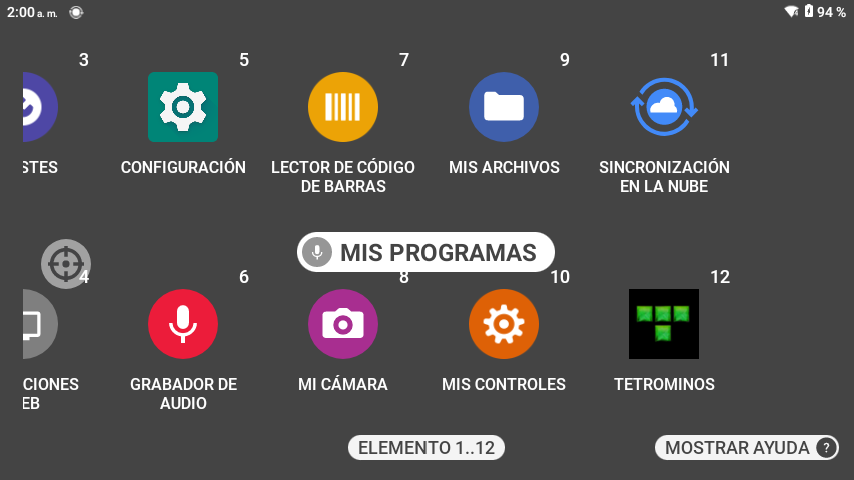 2:00 a. m.
94 %
3
5
7
9
11
STES
CONFIGURACIÓN
LECTOR DE CÓDIGO
DE BARRAS
MIS ARCHIVOS
SINCRONIZACIÓN
EN LA NUBE
MIS PROGRAMAS
4
6
8
10
12
CIONES
EB
GRABADOR DE
AUDIO
MI CÁMARA
MIS CONTROLES
TETROMINOS
ELEMENTO 1..12
MOSTRAR AYUDA ?